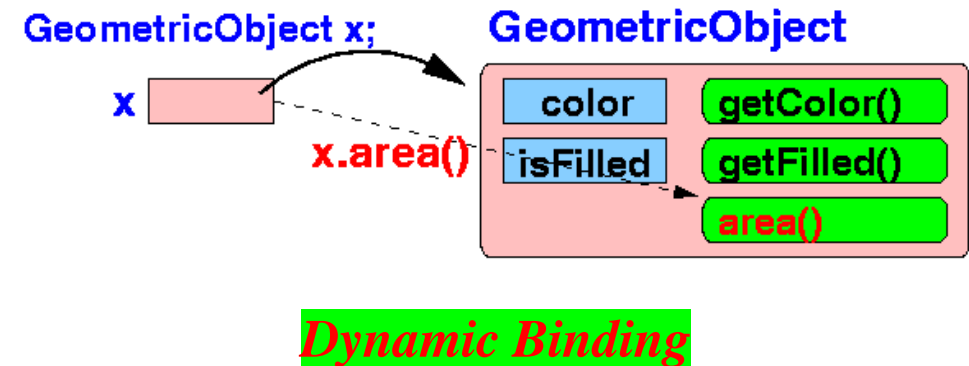 GeometricObject x;
GeometricObject
x
color
getColor()
x.area()
isFilled
getFilled()
area()
Dynamic Binding